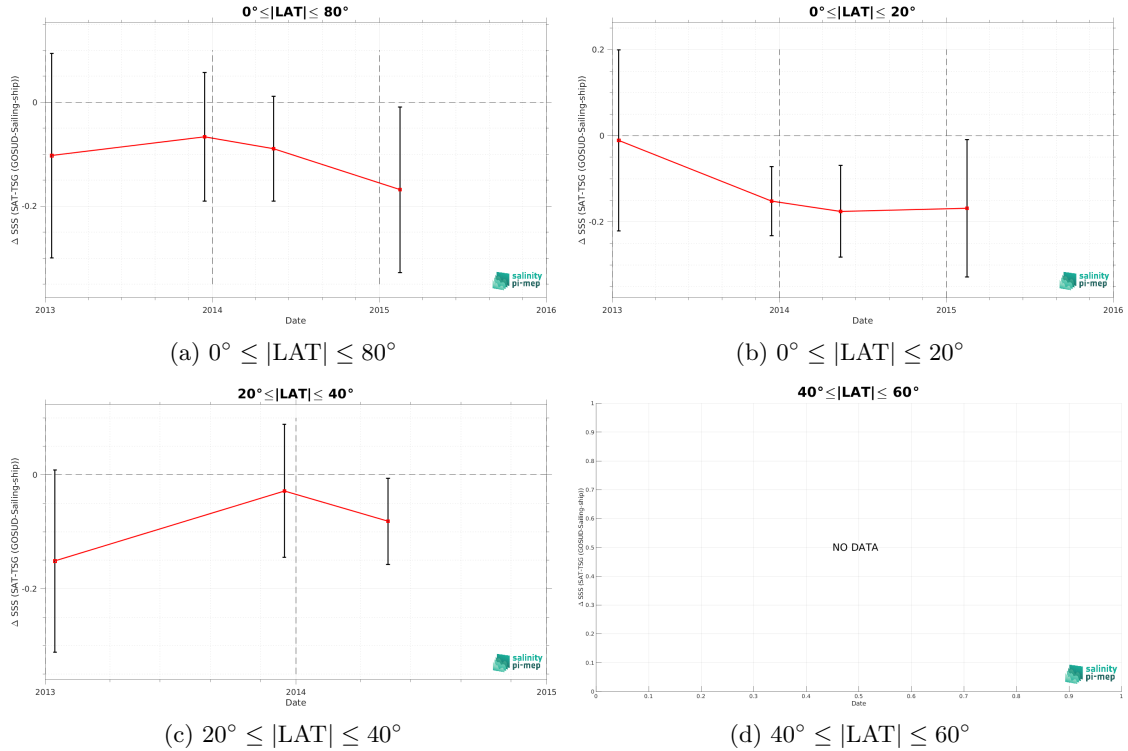 0°≤|LAT|≤ 80°
Δ SSS (SAT-TSG (GOSUD-Sailing-ship))
0
-0.2
2013 2014 2015 2016
Date
salinity
pi-mep
(a) 0° ≤ |LAT| ≤ 80°
0°≤|LAT|≤ 20°
Δ SSS (SAT-TSG (GOSUD-Sailing-ship))
0.2
0
-0.2
2013 2014 2015 2016
Date
salinity
pi-mep
(b) 0° ≤ |LAT| ≤ 20°
20°≤|LAT|≤ 40°
Δ SSS (SAT-TSG (GOSUD-Sailing-ship))
0
-0.2
2013 2014 2015
Date
salinity
pi-mep
(c) 20° ≤ |LAT| ≤ 40°
40°≤|LAT|≤ 60°
Δ SSS (SAT-TSG (GOSUD-Sailing-ship))
1
0.9
0.8
0.7
0.6
0.5
0.4
0.3
0.2
0.1
0
NO DATA
0 0.1 0.2 0.3 0.4 0.5 0.6 0.7 0.8 0.9 1
Date
salinity
pi-mep
(d) 40° ≤ |LAT| ≤ 60°